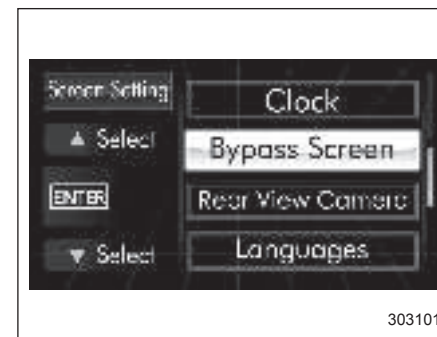 Screen Setting
Clock
▲ Select
Bypass Screen
ENTER
Rear View Camera
▼ Select
Languages
303101